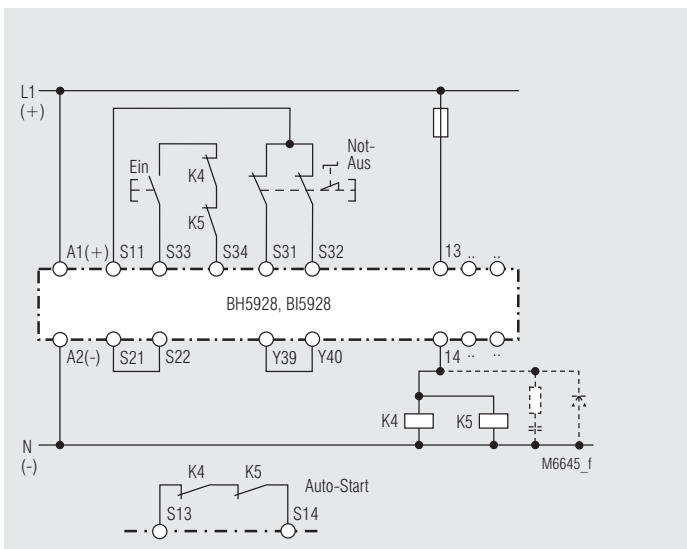 L1
(+)
Ein
K4
K5
Not-
Aus
A1(+) S11 S33 S34 S31 S32 13 .. ..
BH5928, BI5928
A2(-) S21 S22 Y39 Y40 14 .. ..
K4 K5
N
(-)
M6645_f
K4 K5
Auto-Start
S13 S14